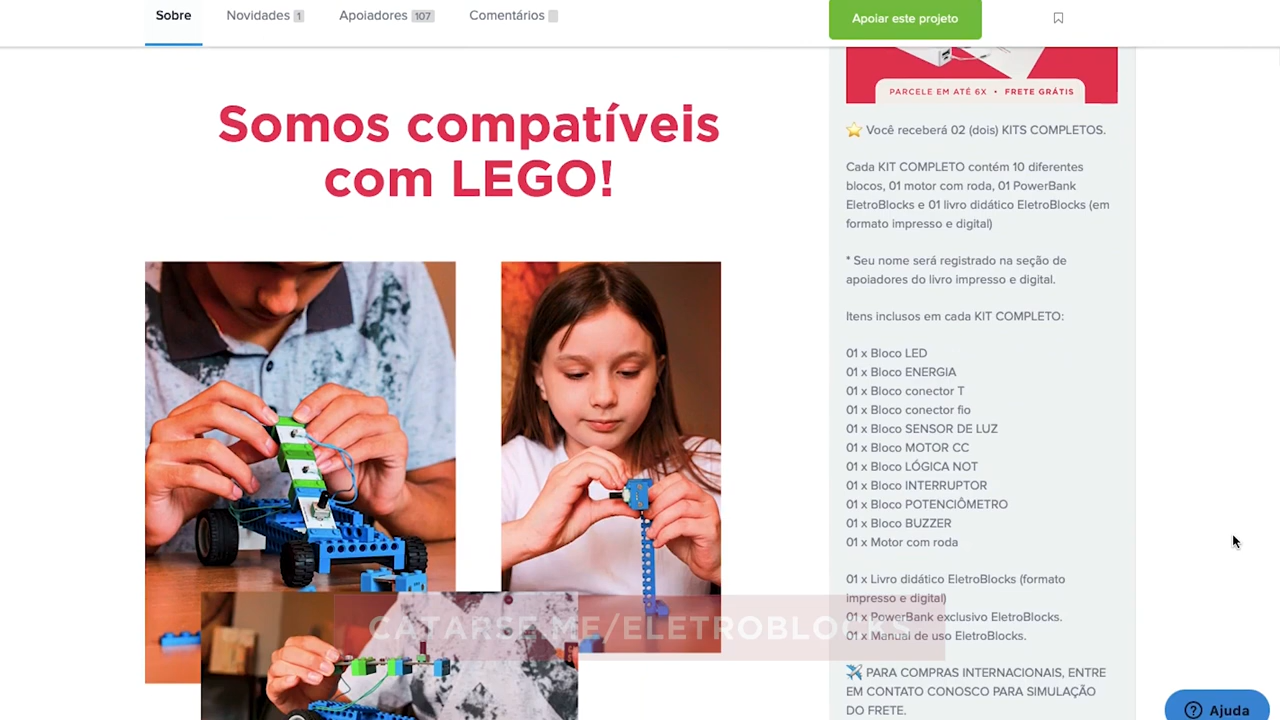 Sobre
Novidades 1
Apoiadores 107
Comentários
Apoiar este projeto
Somos compatíveis
com LEGO!
PARCELE EM ATÉ 6X • FRETE GRÁTIS
Você receberá 02 (dois) KITS COMPLETOS.
Cada KIT COMPLETO contém 10 diferentes
blocos, 01 motor com roda, 01 PowerBank
EletroBlocks e 01 livro didático EletroBlocks (em
formato impresso e digital)
* Seu nome será registrado na seção de
apoiadores do livro impresso e digital.
Itens inclusos em cada KIT COMPLETO:
01 x Bloco LED
01 x Bloco ENERGIA
01 x Bloco conector T
01 x Bloco conector fio
01 x Bloco SENSOR DE LUZ
01 x Bloco MOTOR CC
01 x Bloco LÓGICA NOT
01 x Bloco INTERRUPTOR
01 x Bloco POTENCIÔMETRO
01 x Bloco BUZZER
01 x Motor com roda
01 x Livro didático EletroBlocks (formato
impresso e digital)
01 x PowerBank exclusivo EletroBlocks.
01 x Manual de uso EletroBlocks.
PARA COMPRAS INTERNACIONAIS, ENTRE
EM CONTATO CONOSCO PARA SIMULAÇÃO
DO FRETE.
CATARSE.ME/ELETROBLOCKS
Ajuda